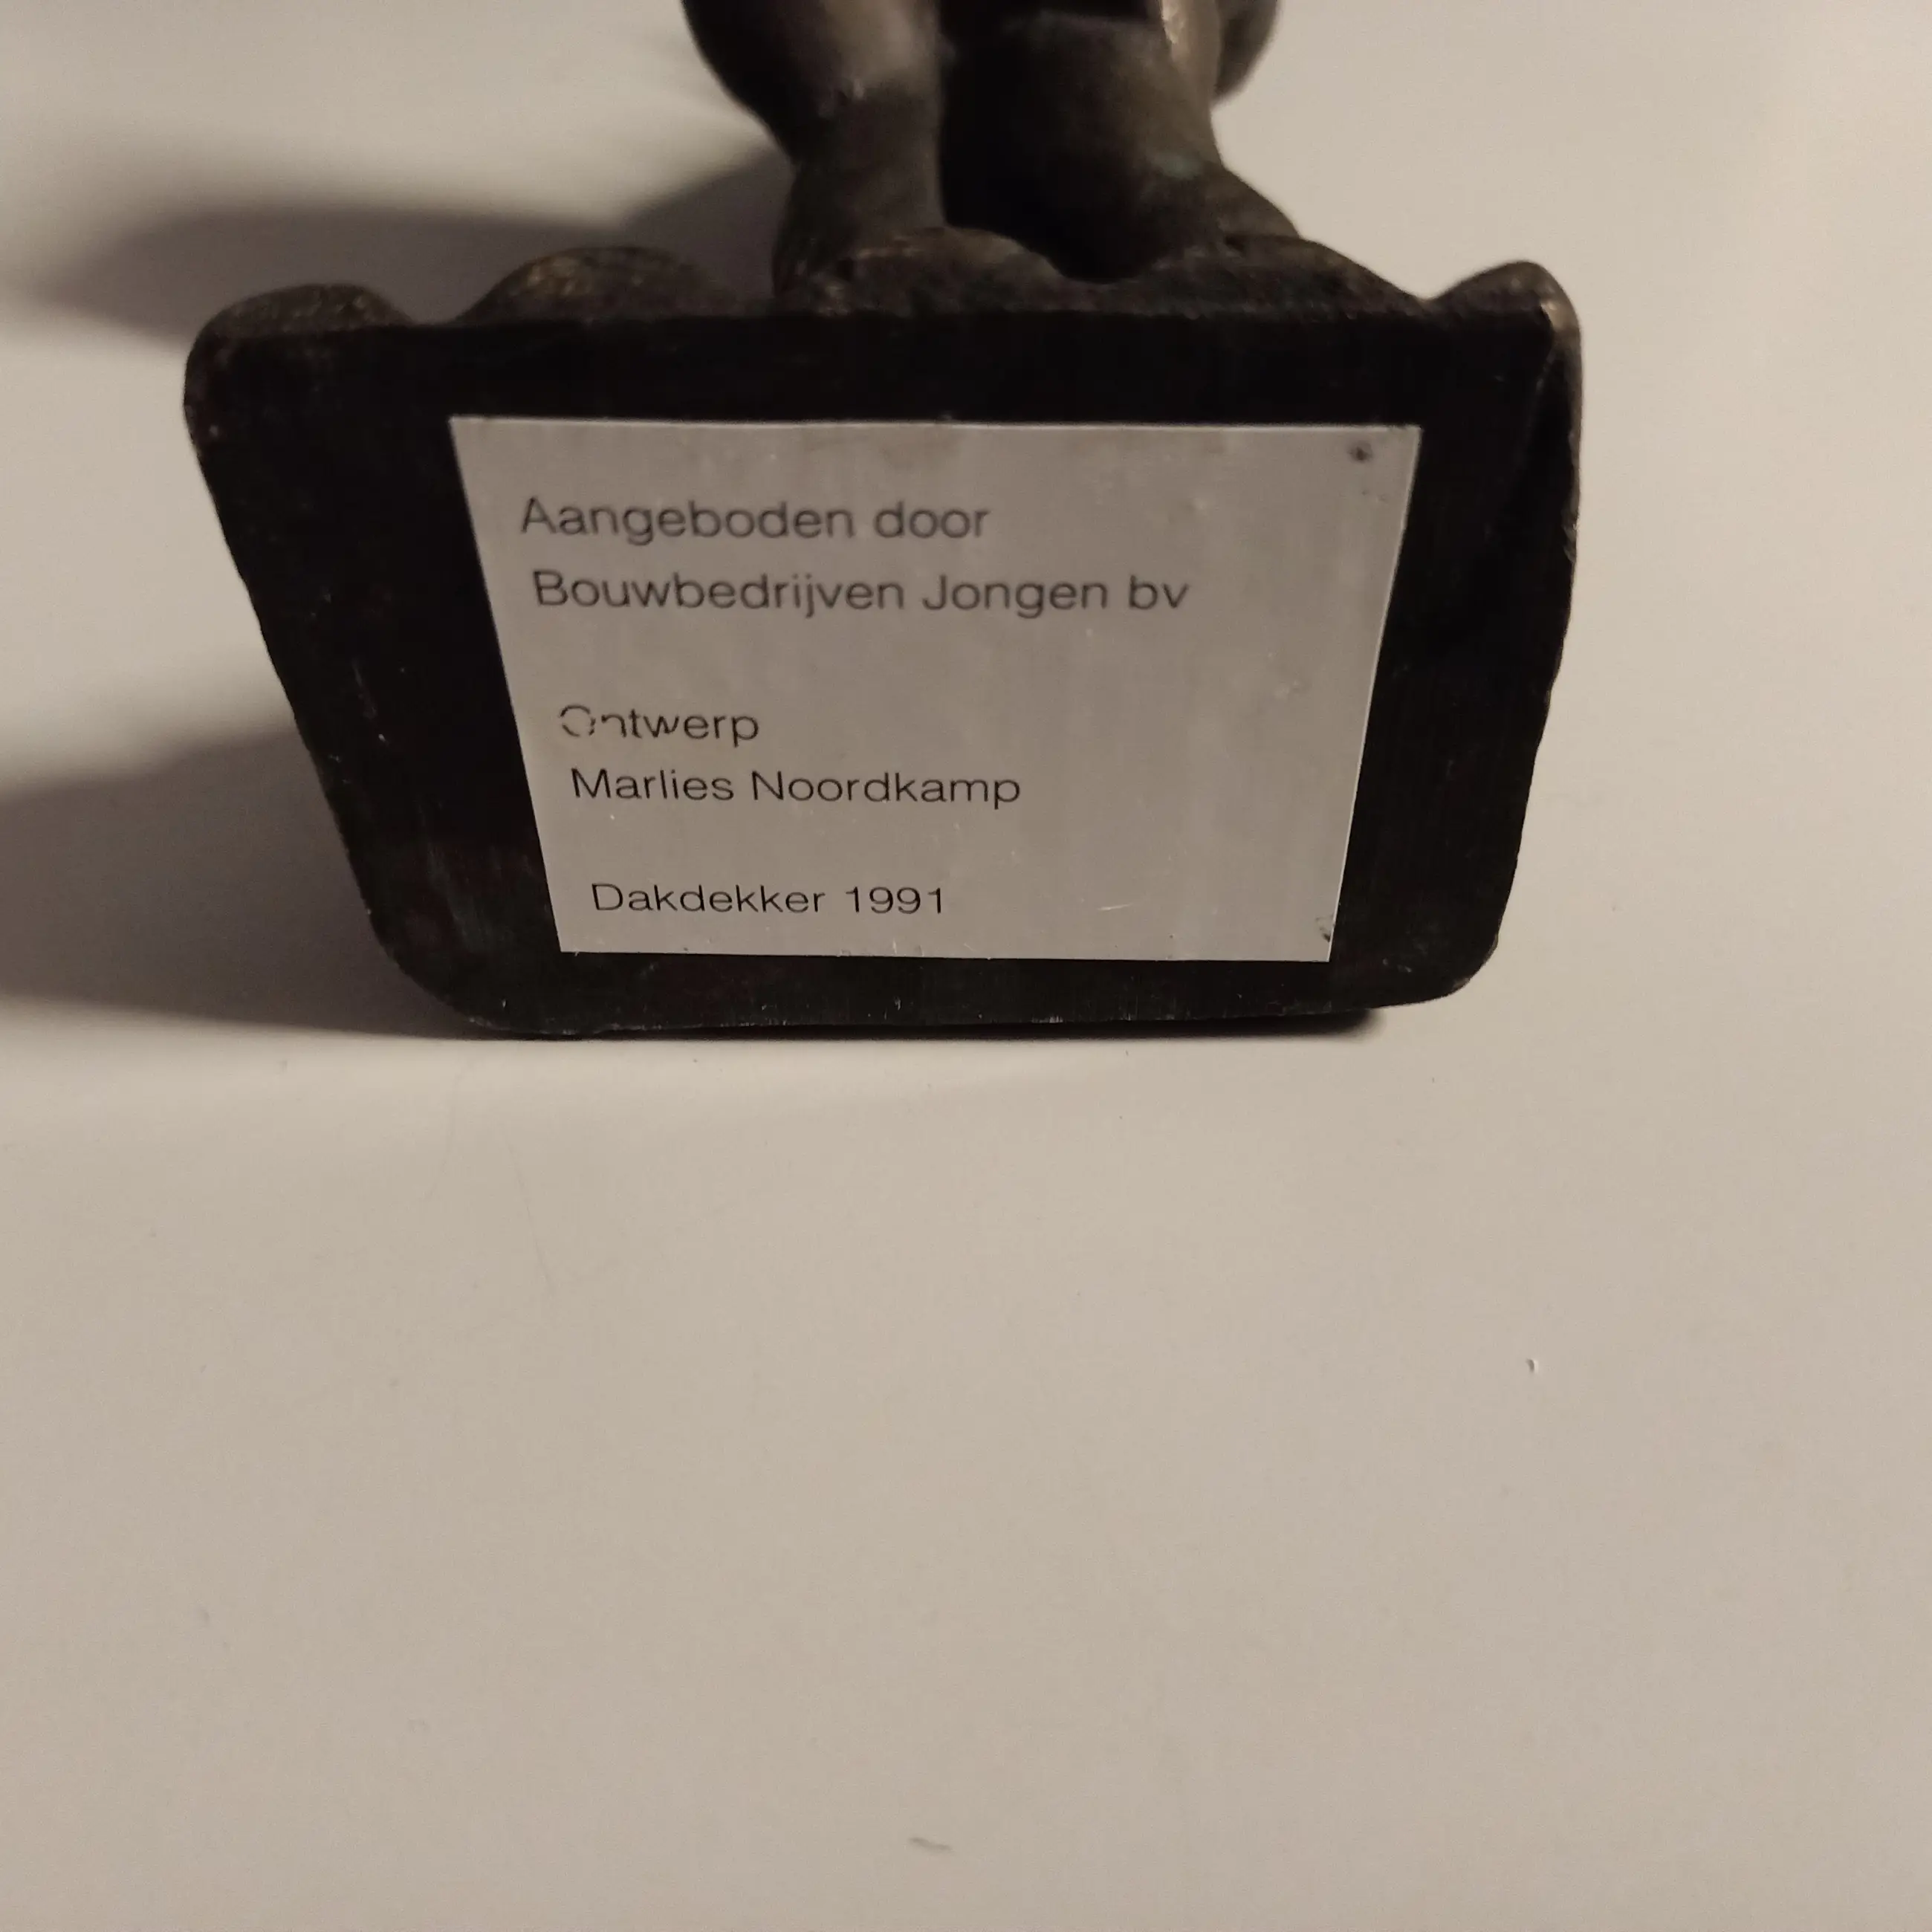 Aangeboden door
Bouwbedrijven Jongen bv
Ontwerp
Marlies Noordkamp
Dakdekker 1991